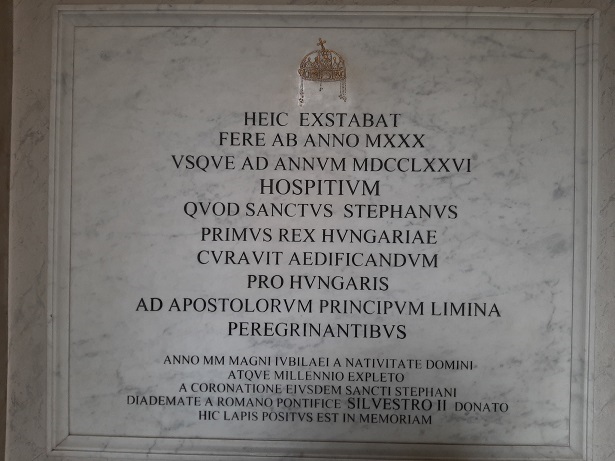 HEIC EXSTABAT
FERE AB ANNO MXXX
VSQVE AD ANNVM MDCCLXXVI
HOSPITIVM
QVOD SANCTVS STEPHANVS
PRIMVS REX HVNGARIAE
CVRAVIT AEDIFICANDVM
PRO HVNGARIS
AD APOSTOLORVM PRINCIPVM LIMINA
PEREGRINANTIBVS
ANNO MM MAGNI IVBILAEI A NATIVITATE DOMINI
ATQVE MILLENNIO EXPLETO
A CORONATIONE EIVSDEM SANCTI STEPHANI
DIADEMATE A ROMANO PONTIFICE SILVESTRO II DONATO
HIC LAPIS POSITVS EST IN MEMORIAM